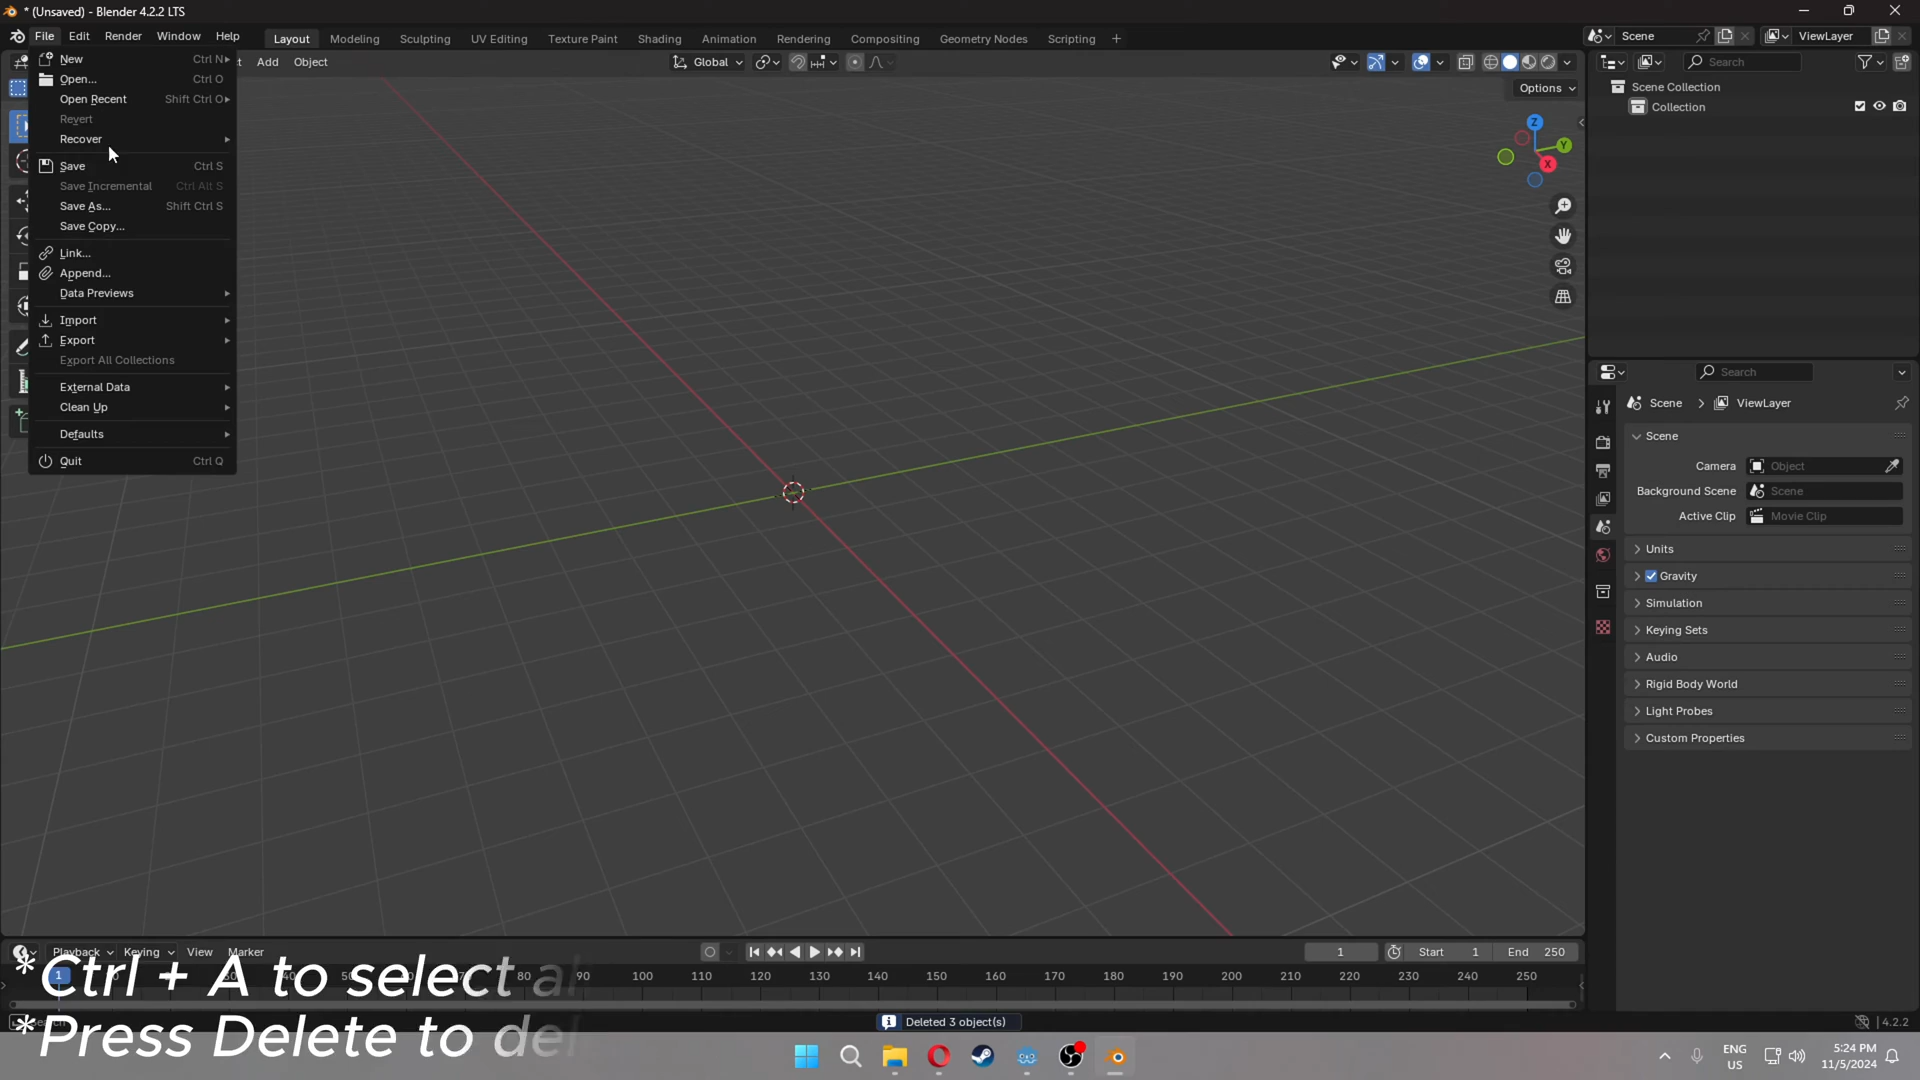 * (Unsaved) - Blender 4.2.2 LTS
File Edit Render Window Help Layout Modeling Sculpting UV Editing Texture Paint Shading Animation Rendering Compositing Geometry Nodes Scripting + Scene ViewLayer
Add Object Global Search
Options
New Ctrl N
Open... Ctrl O
Open Recent Shift Ctrl O
Revert
Recover
Save Ctrl S
Save Incremental Ctrl Alt S
Save As... Shift Ctrl S
Save Copy...
Link...
Append...
Data Previews
Import
Export
Export All Collections
External Data
Clean Up
Defaults
Quit Ctrl Q
Z
Y
X
Scene Collection
Collection
Search
Scene > ViewLayer
Scene
Camera Object
Background Scene Scene
Active Clip Movie Clip
Units
Gravity
Simulation
Keying Sets
Audio
Rigid Body World
Light Probes
Custom Properties
Playback Keying View Marker 1 Start 1 End 250
1 80 90 100 110 120 130 140 150 160 170 180 190 200 210 220 230 240 250
*Ctrl + A to select al
*Press Delete to del
Deleted 3 object(s)
4.2.2
ENG
US
5:24 PM
11/5/2024